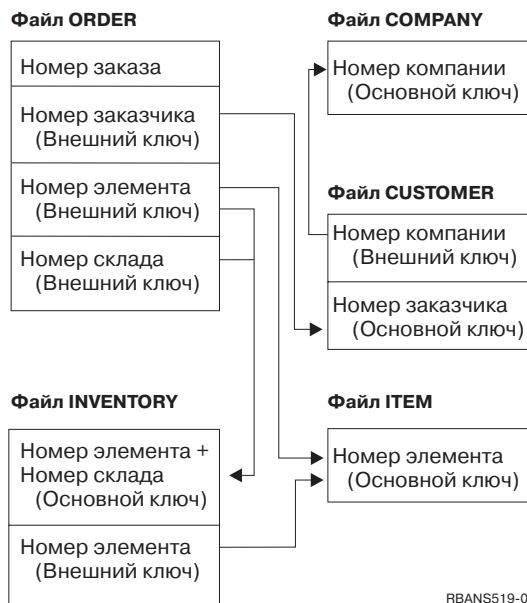 Файл ORDER
Номер заказа
Номер заказчика
(Внешний ключ)
Номер элемента
(Внешний ключ)
Номер склада
(Внешний ключ)
Файл COMPANY
Номер компании
(Основной ключ)
Файл CUSTOMER
Номер компании
(Внешний ключ)
Номер заказчика
(Основной ключ)
Файл INVENTORY
Номер элемента +
Номер склада
(Основной ключ)
Номер элемента
(Внешний ключ)
Файл ITEM
Номер элемента
(Основной ключ)
RBANS519-0